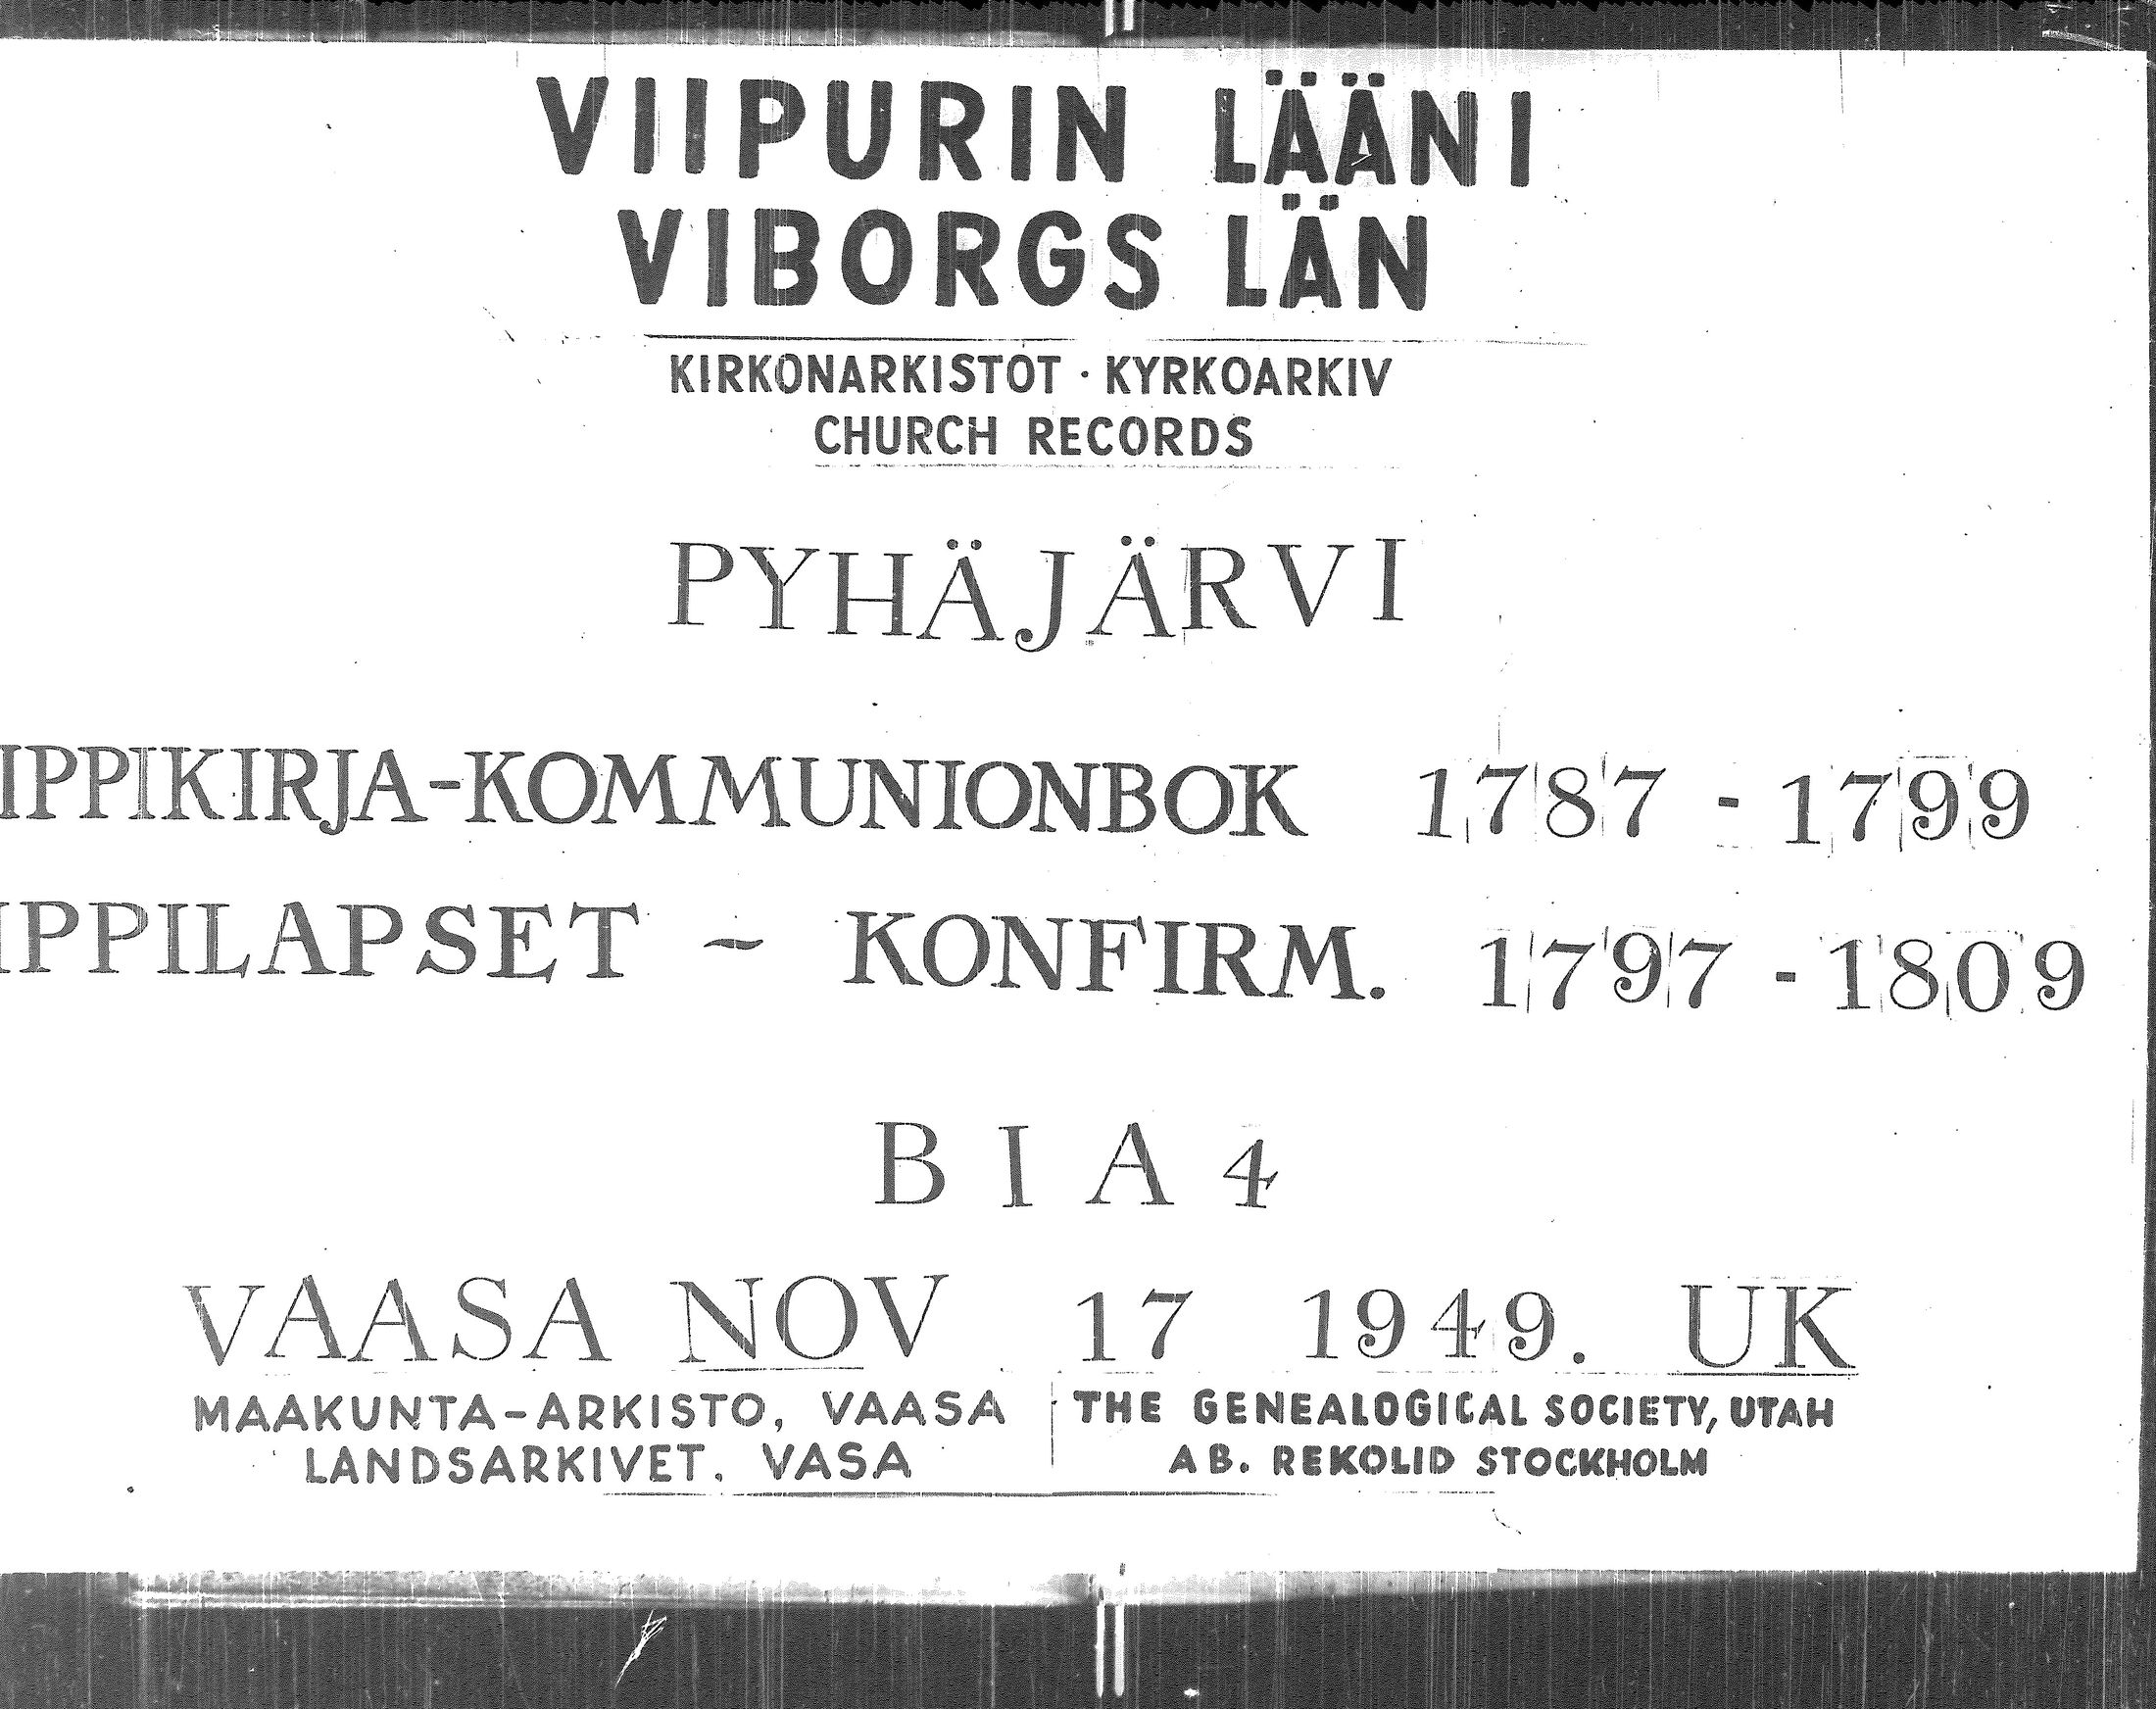 VIIPURIN LÄÄNI
VIBORGS LÄN
KIRKONARKISTOT · KYRKOARKIV
CHURCH RECORDS
PYHÄJÄRVI
IPPIKIRJA-KOMMUNIONBOK 1787 - 1799
IPPILAPSET - KONFIRM. 1797 - 1809
B I A 4
VAASA NOV 17 1949. UK
MAAKUNTA-ARKISTO, VAASA
LANDSARKIVET. VASA
THE GENEALOGICAL SOCIETY, UTAH
AB. REKOLID STOCKHOLM